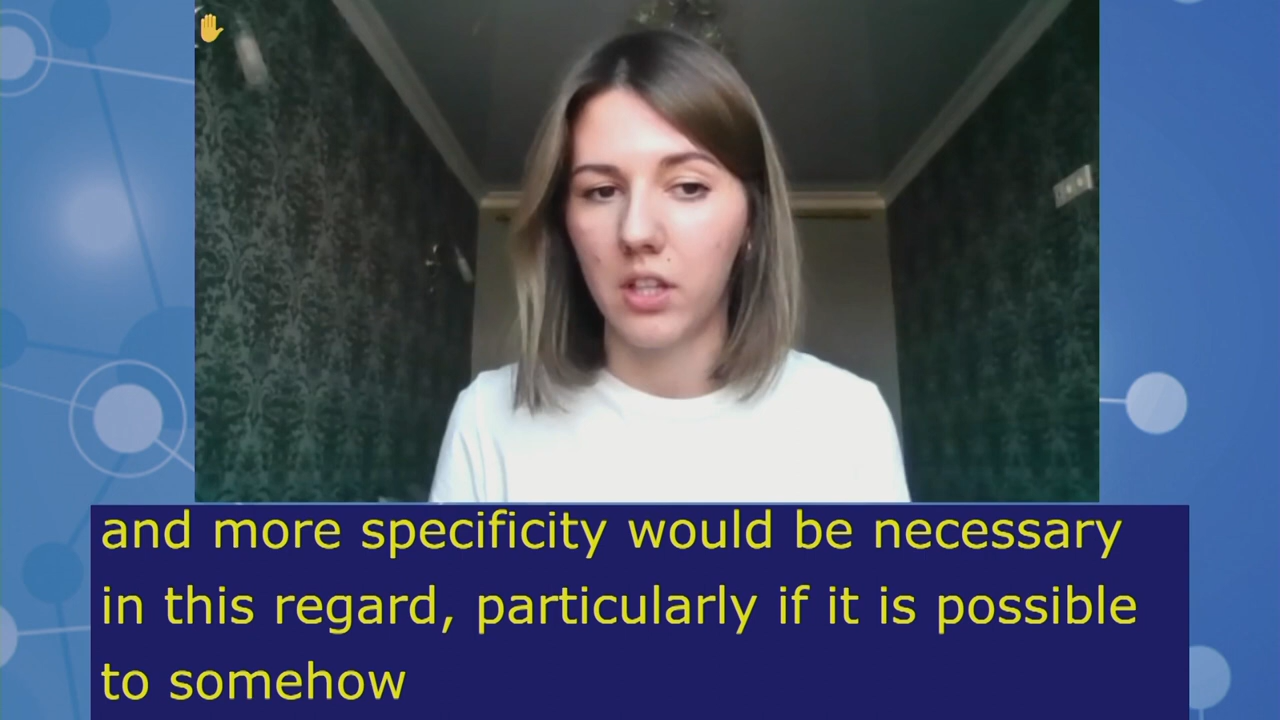 and more specificity would be necessary
in this regard, particularly if it is possible
to somehow